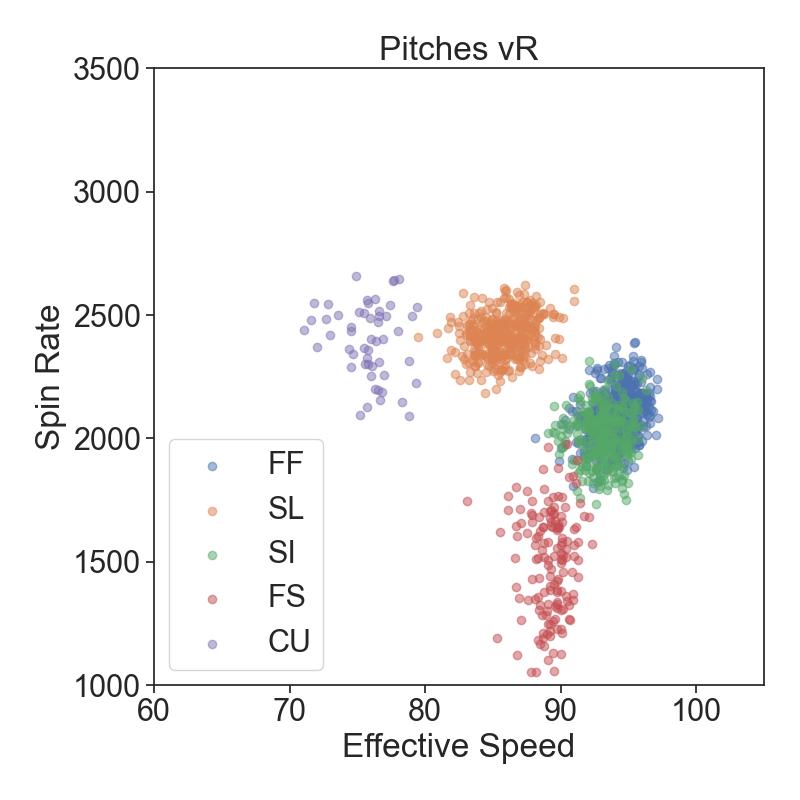 Pitches vR
3500
3000
2500
2000
1500
1000
Spin Rate
FF
SL
SI
FS
CU
60 70 80 90 100
Effective Speed